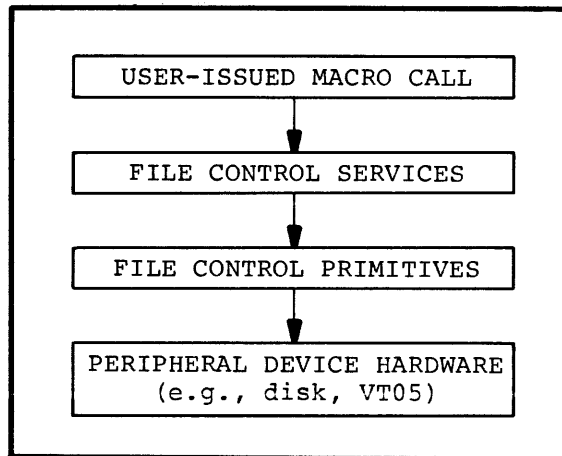 USER-ISSUED MACRO CALL
FILE CONTROL SERVICES
FILE CONTROL PRIMITIVES
PERIPHERAL DEVICE HARDWARE
(e.g., disk, VT05)